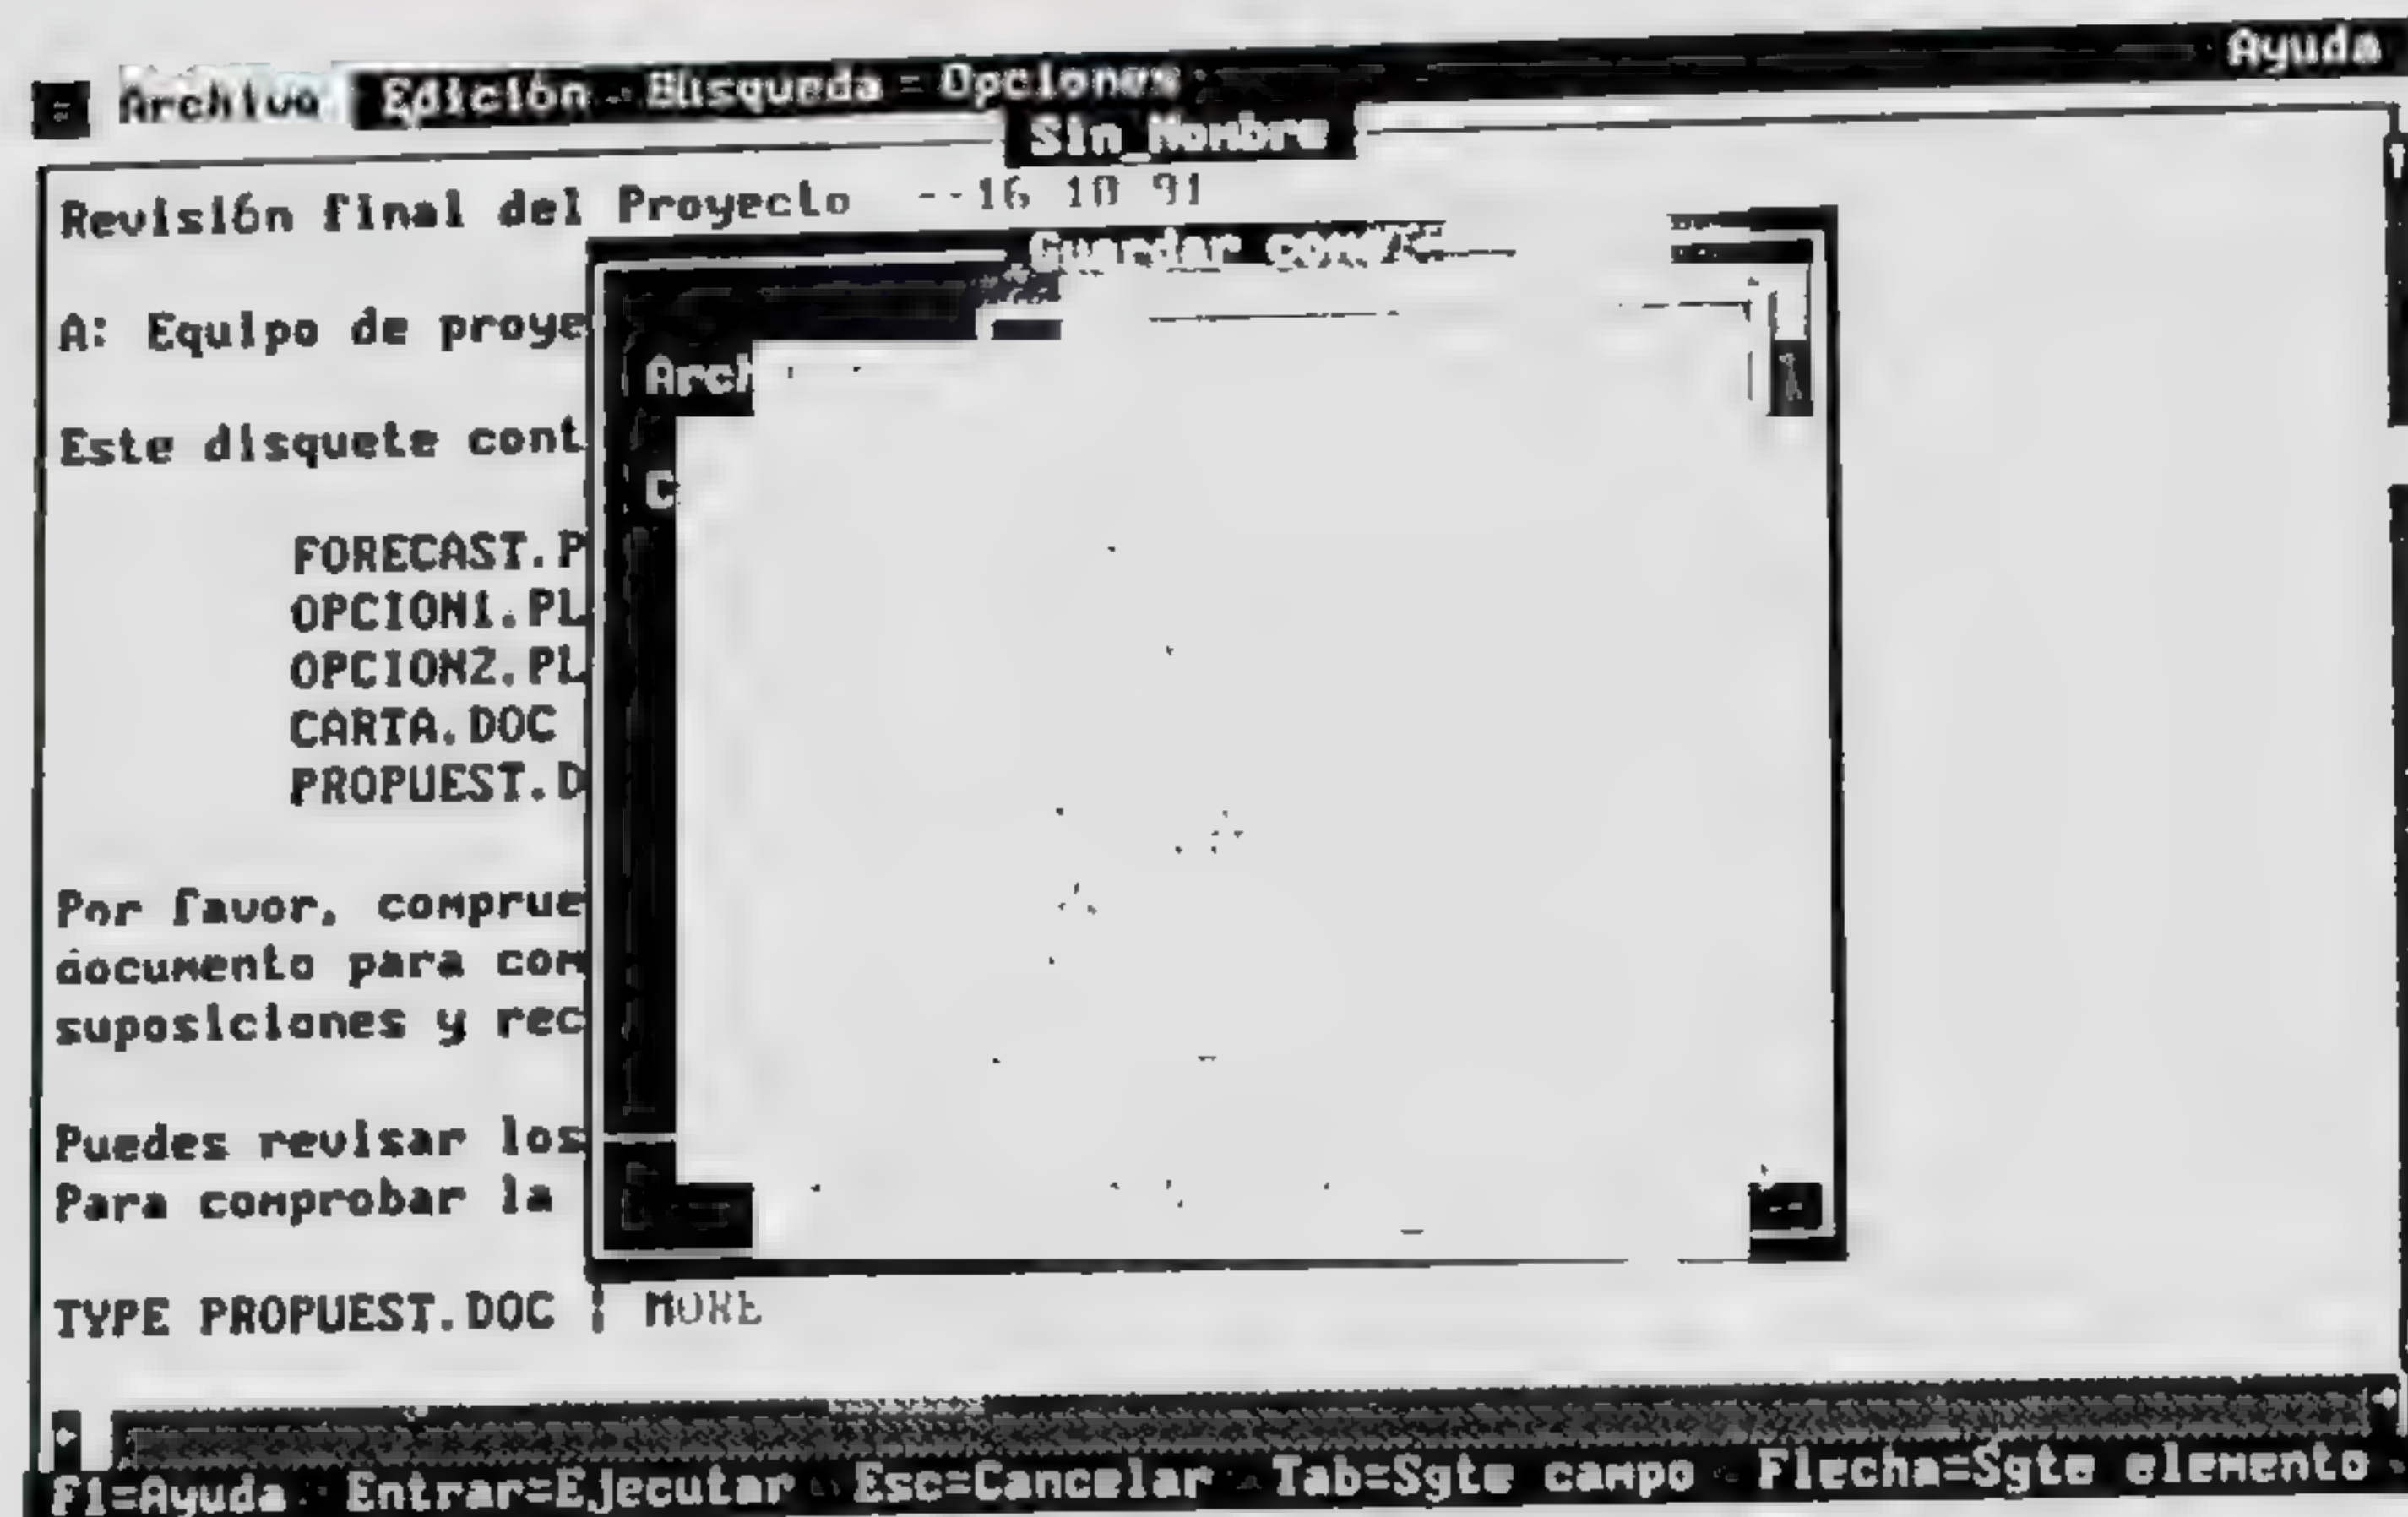 Archivo Edición Búsqueda Opciones Ayuda
Sin_Nombre
Revisión final del Proyecto --16 10 91
Guardar como
A: Equipo de proye
Arch
Este disquete cont
C
FORECAST.P
OPCION1.PL
OPCION2.PL
CARTA.DOC
PROPUEST.D
Por favor, comprue
documento para com
suposiciones y rec
Puedes revisar los
Para comprobar la
TYPE PROPUEST.DOC ¦ MORE
F1=Ayuda Entrar=Ejecutar Esc=Cancelar Tab=Sgte campo Flecha=Sgte elemento